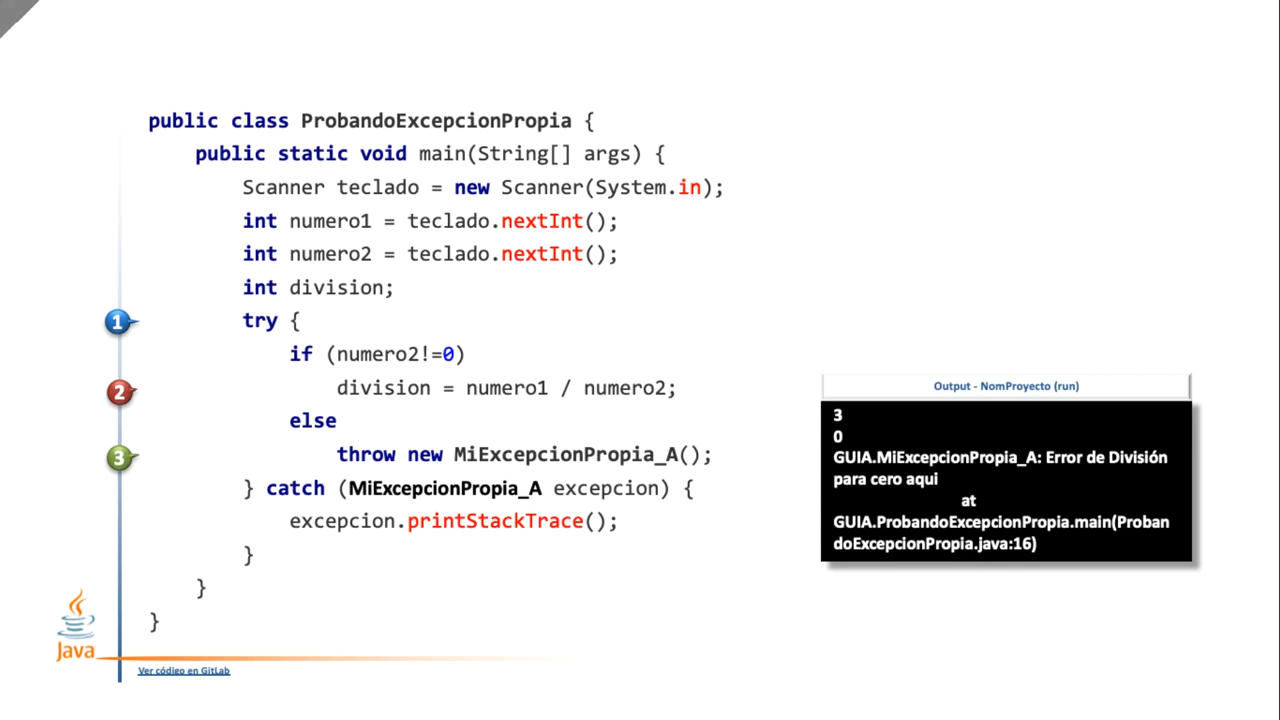 public class ProbandoExcepcionPropia {
public static void main(String[] args) {
Scanner teclado = new Scanner(System.in);
int numero1 = teclado.nextInt();
int numero2 = teclado.nextInt();
int division;
1
try {
if (numero2!=0)
2
division = numero1 / numero2;
else
3
throw new MiExcepcionPropia_A();
} catch (MiExcepcionPropia_A excepcion) {
excepcion.printStackTrace();
}
}
}
Output - NomProyecto (run)
3
0
GUIA.MiExcepcionPropia_A: Error de División
para cero aqui
at
GUIA.ProbandoExcepcionPropia.main(Proban
doExcepcionPropia.java:16)
Java
Ver código en GitLab